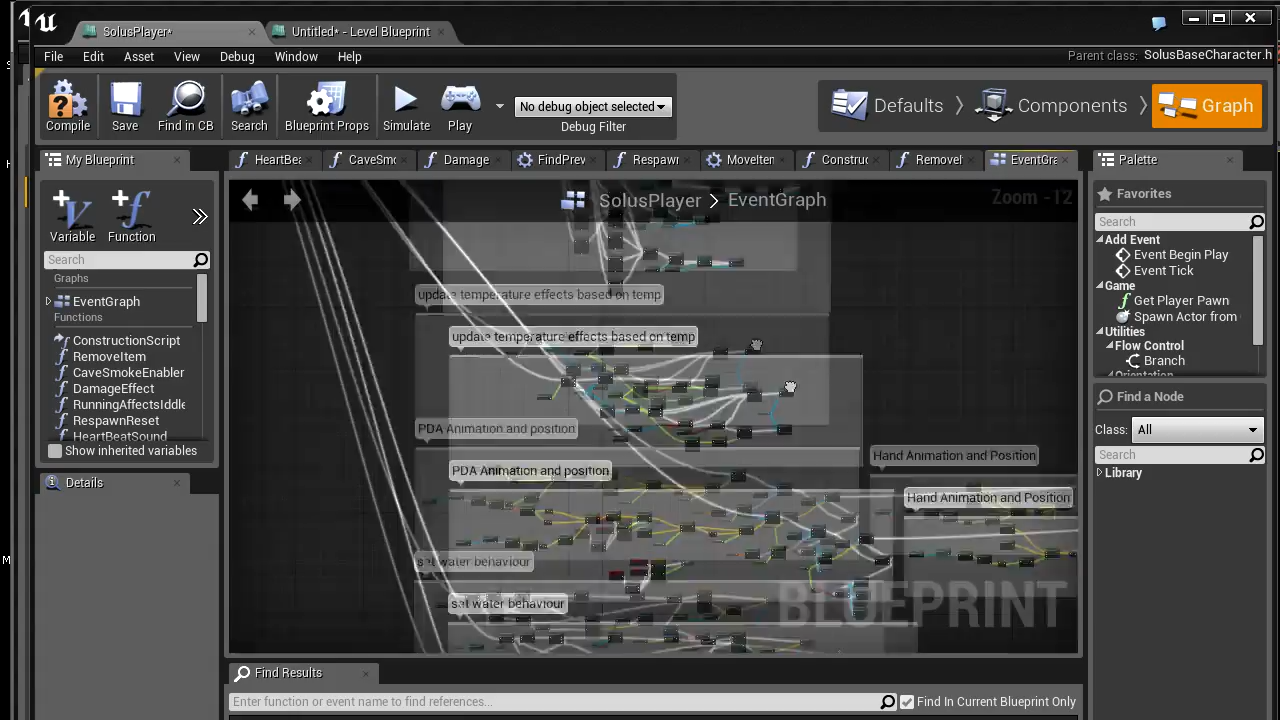 SolusPlayer*
Untitled* - Level Blueprint
File Edit Asset View Debug Window Help
Parent class: SolusBaseCharacter.h
Compile Save Find in CB Search Blueprint Props Simulate Play
No debug object selected
Debug Filter
Defaults Components Graph
My Blueprint
HeartBe CaveSmo Damage FindPrev Respawn MoveIten Construc RemoveI EventGra
Palette
Variable Function
SolusPlayer > EventGraph
Zoom -12
Favorites
Search
Search
Graphs
EventGraph
Functions
ConstructionScript
RemoveItem
CaveSmokeEnabler
DamageEffect
RunningAffectsIdle
RespawnReset
HeartBeatSound
Show inherited variables
Details
update temperature effects based on temp
update temperature effects based on temp
PDA Animation and position
PDA Animation and position
Hand Animation and Position
Hand Animation and Position
set water behaviour
set water behaviour
BLUEPRINT
Add Event
Event Begin Play
Event Tick
Game
Get Player Pawn
Spawn Actor from
Utilities
Flow Control
Branch
Find a Node
Class: All
Search
Library
Find Results
Enter function or event name to find references...
Find In Current Blueprint Only